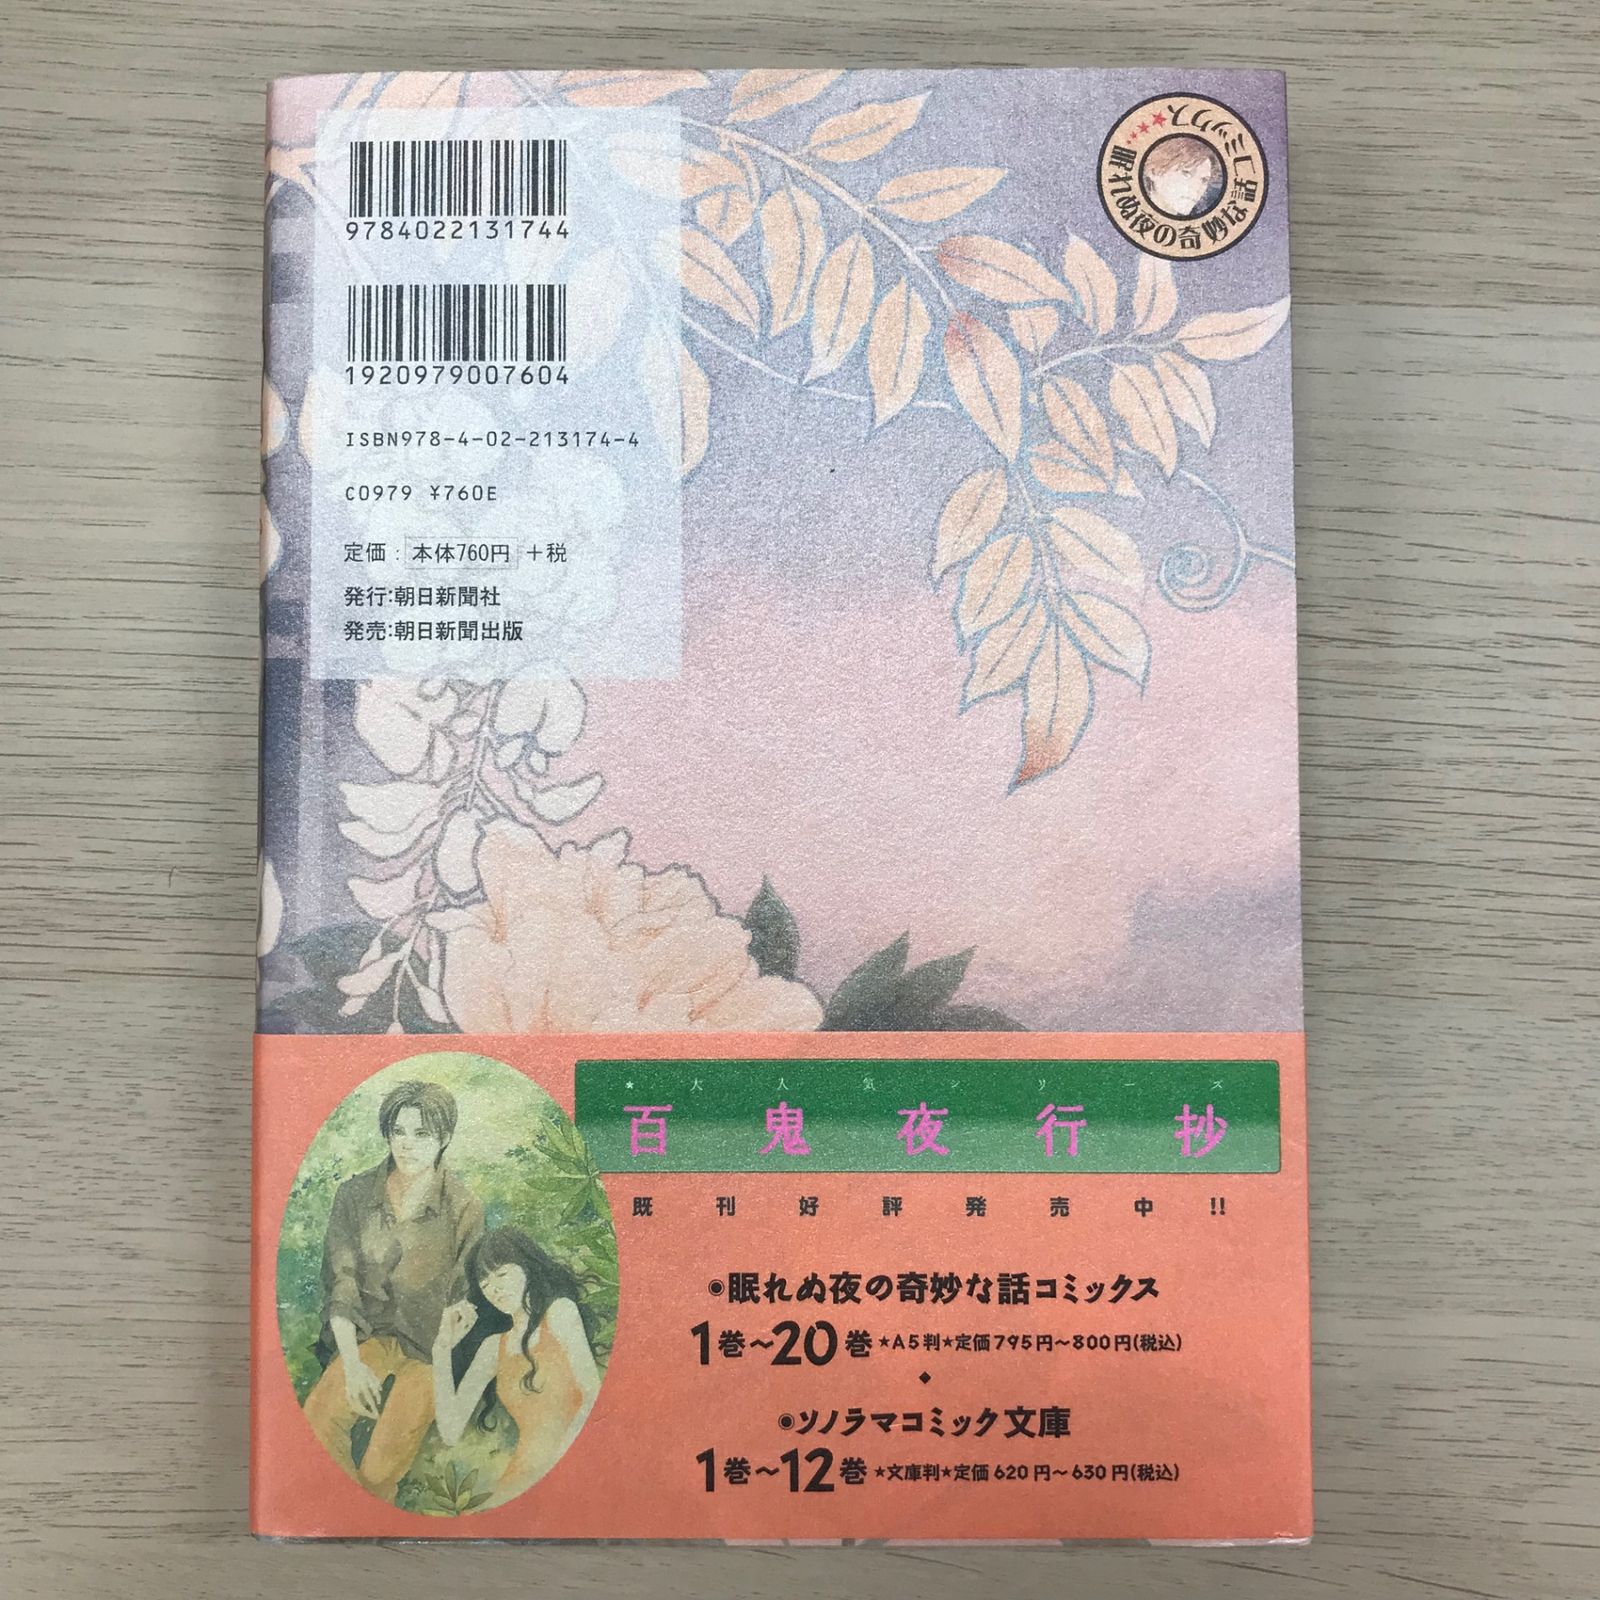 9784022131744
1920979007604
ISBN978-4-02-213174-4
C0979 ¥760E
定価：本体760円 +税
発行:朝日新聞社
発売:朝日新聞出版
眠れぬ夜の奇妙な話コミックス★★★
★大人気シリーズ
百鬼夜行抄
既刊好評発売中!!
◉眠れぬ夜の奇妙な話コミックス
1巻〜20巻★A5判★定価795円〜800円(税込)
◆
◉ソノラマコミック文庫
1巻〜12巻★文庫判★定価620円〜630円(税込)